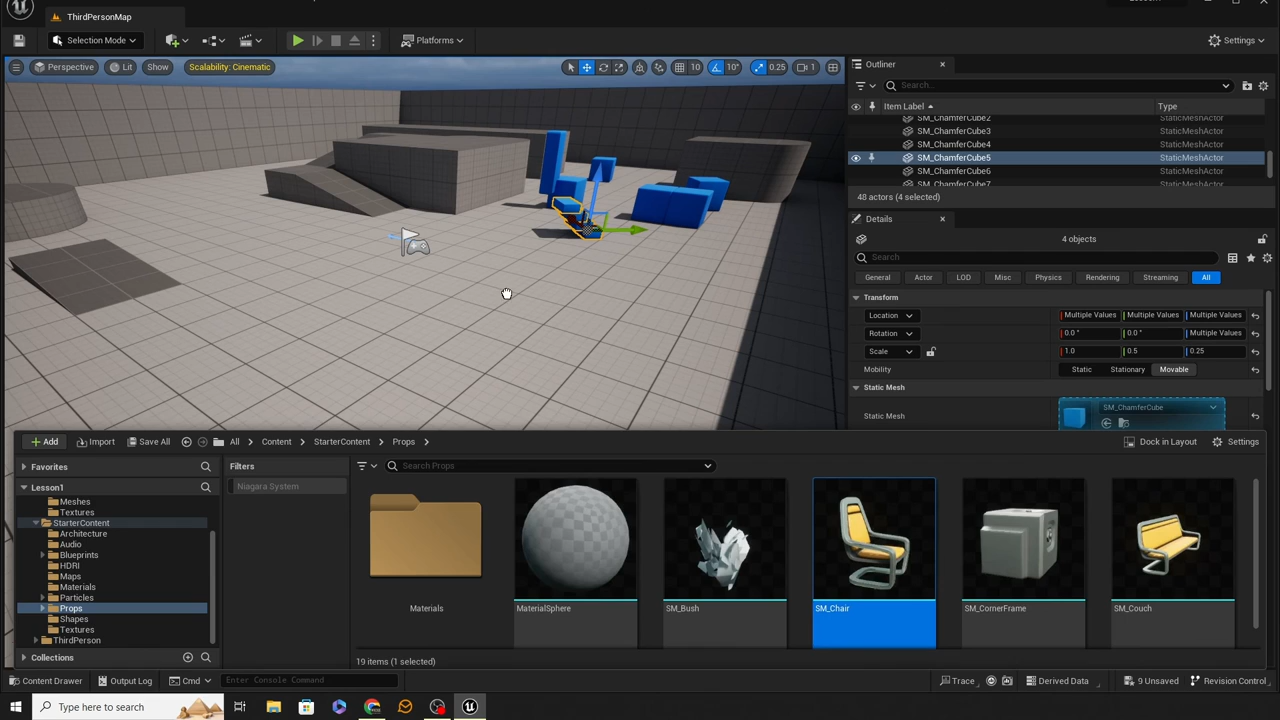 ThirdPersonMap
Selection Mode
Platforms
Settings
Perspective
Lit
Show
Scalability: Cinematic
10
10°
0.25
1
Outliner
Search...
Item Label
Type
SM_ChamferCube2 StaticMeshActor
SM_ChamferCube3 StaticMeshActor
SM_ChamferCube4 StaticMeshActor
SM_ChamferCube5 StaticMeshActor
SM_ChamferCube6 StaticMeshActor
SM_ChamferCube7 StaticMeshActor
48 actors (4 selected)
Details
4 objects
Search
General Actor LOD Misc Physics Rendering Streaming All
Transform
Location Multiple Values Multiple Values Multiple Values
Rotation 0.0 ° 0.0 ° Multiple Values
Scale 1.0 0.5 0.25
Mobility Static Stationary Movable
Static Mesh
Static Mesh SM_ChamferCube
Add Import Save All All Content StarterContent Props
Dock in Layout Settings
Favorites
Filters
Search Props
Lesson1
Niagara System
Meshes
Textures
StarterContent
Architecture
Audio
Blueprints
HDRI
Maps
Materials
Particles
Props
Shapes
Textures
ThirdPerson
Collections
Materials
MaterialSphere
SM_Bush
SM_Chair
SM_CornerFrame
SM_Couch
19 items (1 selected)
Content Drawer Output Log Cmd Enter Console Command
Trace Derived Data 9 Unsaved Revision Control
Type here to search